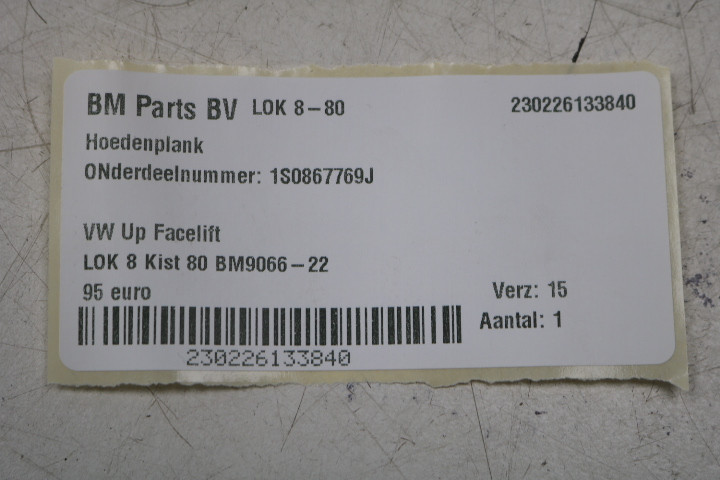 BM Parts BV LOK 8-80 230226133840
Hoedenplank
ONderdeelnummer: 1S0867769J
VW Up Facelift
LOK 8 Kist 80 BM9066-22
95 euro Verz: 15
Aantal: 1
230226133840